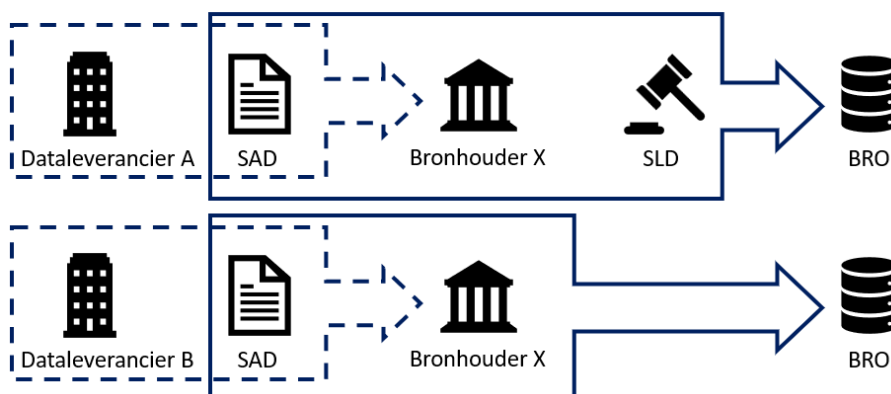 Dataleverancier A
SAD
Bronhouder X
SLD
BRO
Dataleverancier B
SAD
Bronhouder X
BRO